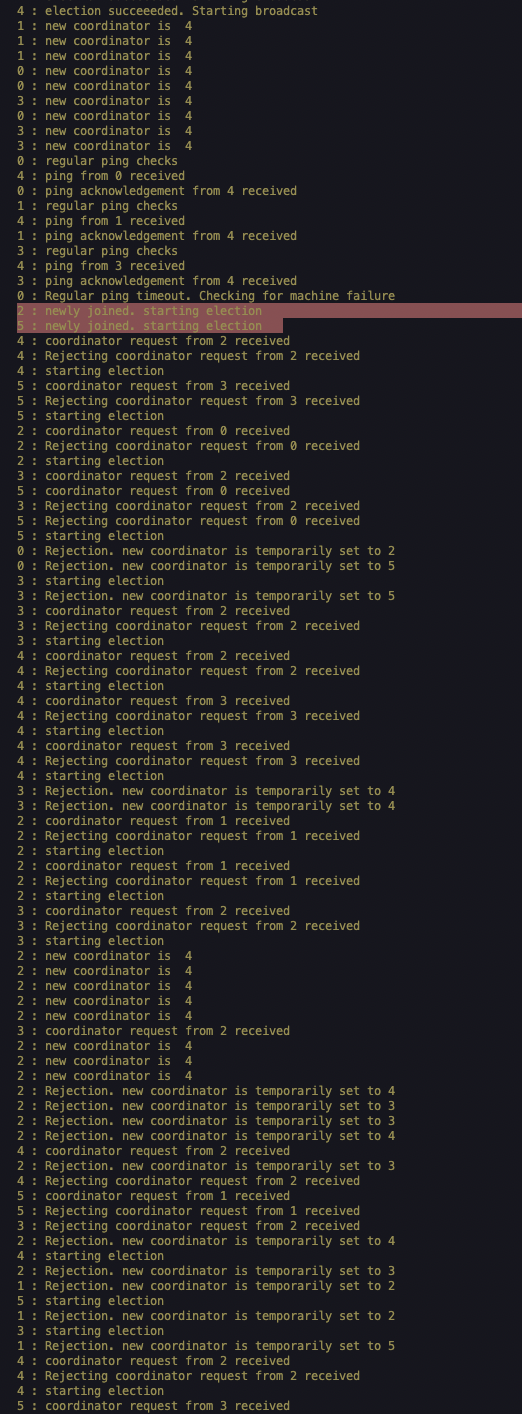 4 : election succeeeded. Starting broadcast
1 : new coordinator is  4
1 : new coordinator is  4
1 : new coordinator is  4
0 : new coordinator is  4
0 : new coordinator is  4
3 : new coordinator is  4
0 : new coordinator is  4
3 : new coordinator is  4
3 : new coordinator is  4
0 : regular ping checks
4 : ping from 0 received
0 : ping acknowledgement from 4 received
1 : regular ping checks
4 : ping from 1 received
1 : ping acknowledgement from 4 received
3 : regular ping checks
4 : ping from 3 received
3 : ping acknowledgement from 4 received
0 : Regular ping timeout. Checking for machine failure
2 : newly joined. starting election
5 : newly joined. starting election
4 : coordinator request from 2 received
4 : Rejecting coordinator request from 2 received
4 : starting election
5 : coordinator request from 3 received
5 : Rejecting coordinator request from 3 received
5 : starting election
2 : coordinator request from 0 received
2 : Rejecting coordinator request from 0 received
2 : starting election
3 : coordinator request from 2 received
5 : coordinator request from 0 received
3 : Rejecting coordinator request from 2 received
5 : Rejecting coordinator request from 0 received
5 : starting election
0 : Rejection. new coordinator is temporarily set to 2
0 : Rejection. new coordinator is temporarily set to 5
3 : starting election
3 : Rejection. new coordinator is temporarily set to 5
3 : coordinator request from 2 received
3 : Rejecting coordinator request from 2 received
3 : starting election
4 : coordinator request from 2 received
4 : Rejecting coordinator request from 2 received
4 : starting election
4 : coordinator request from 3 received
4 : Rejecting coordinator request from 3 received
4 : starting election
4 : coordinator request from 3 received
4 : Rejecting coordinator request from 3 received
4 : starting election
3 : Rejection. new coordinator is temporarily set to 4
3 : Rejection. new coordinator is temporarily set to 4
2 : coordinator request from 1 received
2 : Rejecting coordinator request from 1 received
2 : starting election
2 : coordinator request from 1 received
2 : Rejecting coordinator request from 1 received
2 : starting election
3 : coordinator request from 2 received
3 : Rejecting coordinator request from 2 received
3 : starting election
2 : new coordinator is  4
2 : new coordinator is  4
2 : new coordinator is  4
2 : new coordinator is  4
2 : new coordinator is  4
3 : coordinator request from 2 received
2 : new coordinator is  4
2 : new coordinator is  4
2 : new coordinator is  4
2 : Rejection. new coordinator is temporarily set to 4
2 : Rejection. new coordinator is temporarily set to 3
2 : Rejection. new coordinator is temporarily set to 3
2 : Rejection. new coordinator is temporarily set to 4
4 : coordinator request from 2 received
2 : Rejection. new coordinator is temporarily set to 3
4 : Rejecting coordinator request from 2 received
5 : coordinator request from 1 received
5 : Rejecting coordinator request from 1 received
3 : Rejecting coordinator request from 2 received
2 : Rejection. new coordinator is temporarily set to 4
4 : starting election
2 : Rejection. new coordinator is temporarily set to 3
1 : Rejection. new coordinator is temporarily set to 2
5 : starting election
1 : Rejection. new coordinator is temporarily set to 2
3 : starting election
1 : Rejection. new coordinator is temporarily set to 5
4 : coordinator request from 2 received
4 : Rejecting coordinator request from 2 received
4 : starting election
5 : coordinator request from 3 received